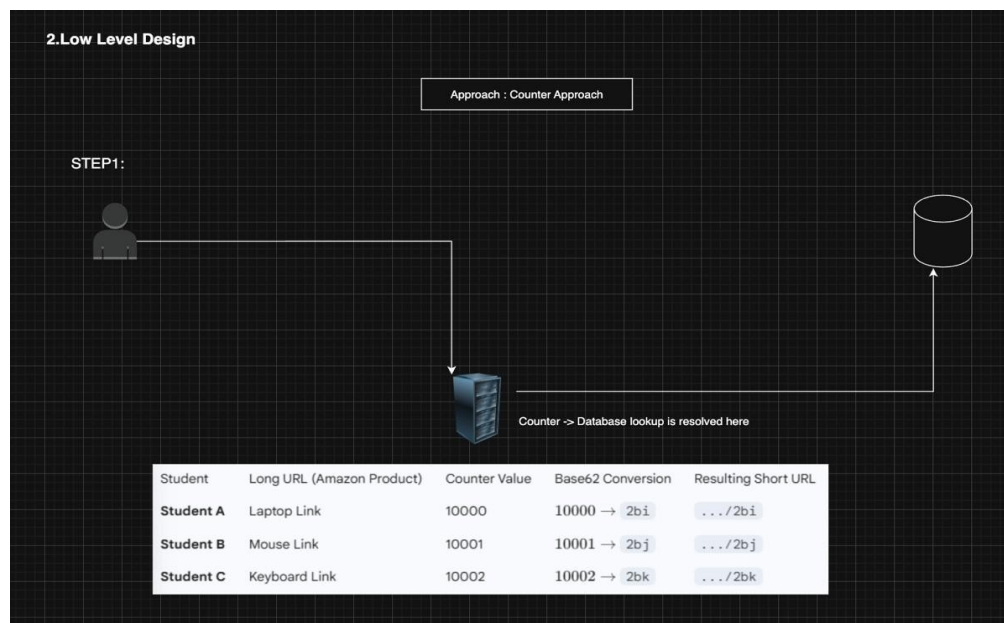 2.Low Level Design
Approach : Counter Approach
STEP1:
Counter -> Database lookup is resolved here
Student Long URL (Amazon Product) Counter Value Base62 Conversion Resulting Short URL
Student A Laptop Link 10000 10000 → 2bi .../2bi
Student B Mouse Link 10001 10001 → 2bj .../2bj
Student C Keyboard Link 10002 10002 → 2bk .../2bk